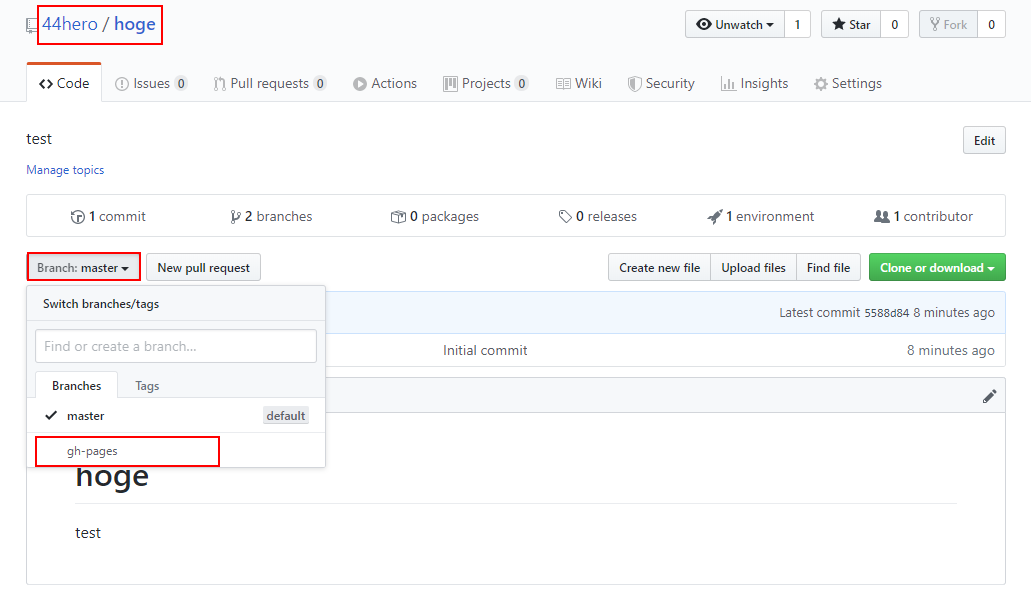 44hero / hoge Unwatch 1 Star 0 Fork 0
Code Issues 0 Pull requests 0 Actions Projects 0 Wiki Security Insights Settings
test Edit
Manage topics
1 commit 2 branches 0 packages 0 releases 1 environment 1 contributor
Branch: master New pull request Create new file Upload files Find file Clone or download
Switch branches/tags
Latest commit 5588d84 8 minutes ago
Find or create a branch...
Initial commit 8 minutes ago
Branches Tags
master default
gh-pages
hoge
test